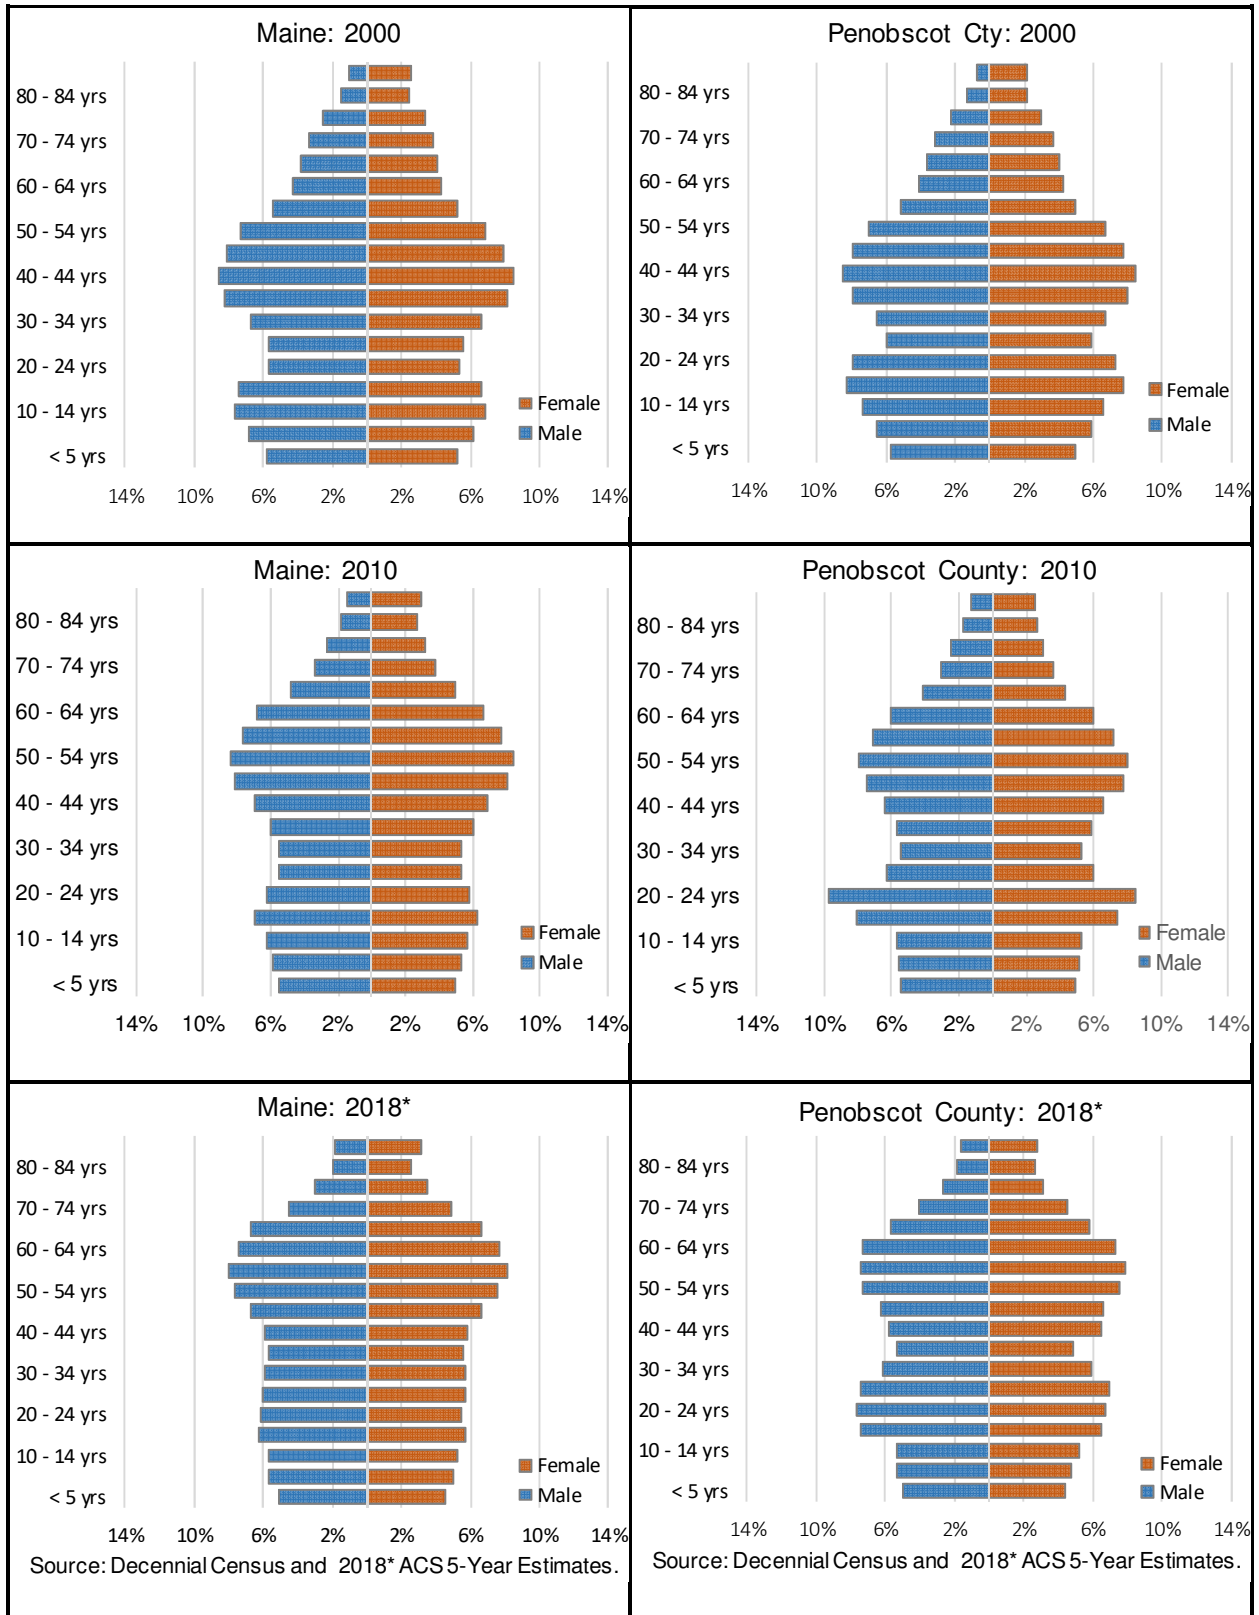 Maine: 2000
80 - 84 yrs
70 - 74 yrs
60 - 64 yrs
50 - 54 yrs
40 - 44 yrs
30 - 34 yrs
20 - 24 yrs
10 - 14 yrs
< 5 yrs
Female
Male
14% 10% 6% 2% 2% 6% 10% 14%
Penobscot Cty: 2000
80 - 84 yrs
70 - 74 yrs
60 - 64 yrs
50 - 54 yrs
40 - 44 yrs
30 - 34 yrs
20 - 24 yrs
10 - 14 yrs
< 5 yrs
Female
Male
14% 10% 6% 2% 2% 6% 10% 14%
Maine: 2010
80 - 84 yrs
70 - 74 yrs
60 - 64 yrs
50 - 54 yrs
40 - 44 yrs
30 - 34 yrs
20 - 24 yrs
10 - 14 yrs
< 5 yrs
Female
Male
14% 10% 6% 2% 2% 6% 10% 14%
Penobscot County: 2010
80 - 84 yrs
70 - 74 yrs
60 - 64 yrs
50 - 54 yrs
40 - 44 yrs
30 - 34 yrs
20 - 24 yrs
10 - 14 yrs
< 5 yrs
Female
Male
14% 10% 6% 2% 2% 6% 10% 14%
Maine: 2018*
80 - 84 yrs
70 - 74 yrs
60 - 64 yrs
50 - 54 yrs
40 - 44 yrs
30 - 34 yrs
20 - 24 yrs
10 - 14 yrs
< 5 yrs
Female
Male
14% 10% 6% 2% 2% 6% 10% 14%
Source: Decennial Census and 2018* ACS 5-Year Estimates.
Penobscot County: 2018*
80 - 84 yrs
70 - 74 yrs
60 - 64 yrs
50 - 54 yrs
40 - 44 yrs
30 - 34 yrs
20 - 24 yrs
10 - 14 yrs
< 5 yrs
Female
Male
14% 10% 6% 2% 2% 6% 10% 14%
Source: Decennial Census and 2018* ACS 5-Year Estimates.